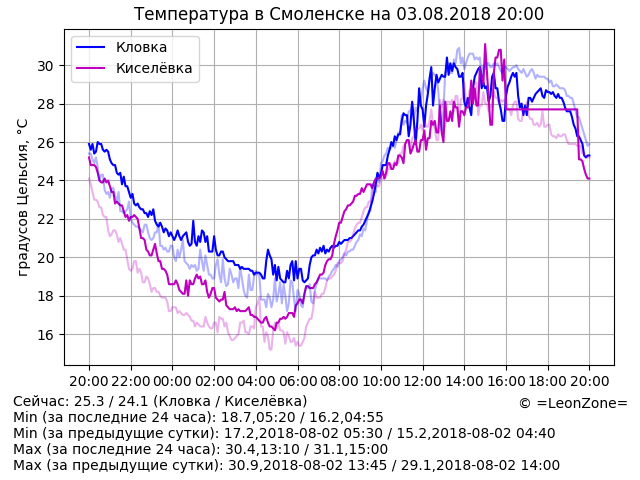 Температура в Смоленске на 03.08.2018 20:00
Кловка
Киселёвка
градусов Цельсия, °C
30
28
26
24
22
20
18
16
20:00 22:00 00:00 02:00 04:00 06:00 08:00 10:00 12:00 14:00 16:00 18:00 20:00
Сейчас: 25.3 / 24.1 (Кловка / Киселёвка)
© =LeonZone=
Min (за последние 24 часа): 18.7,05:20 / 16.2,04:55
Min (за предыдущие сутки): 17.2,2018-08-02 05:30 / 15.2,2018-08-02 04:40
Max (за последние 24 часа): 30.4,13:10 / 31.1,15:00
Max (за предыдущие сутки): 30.9,2018-08-02 13:45 / 29.1,2018-08-02 14:00